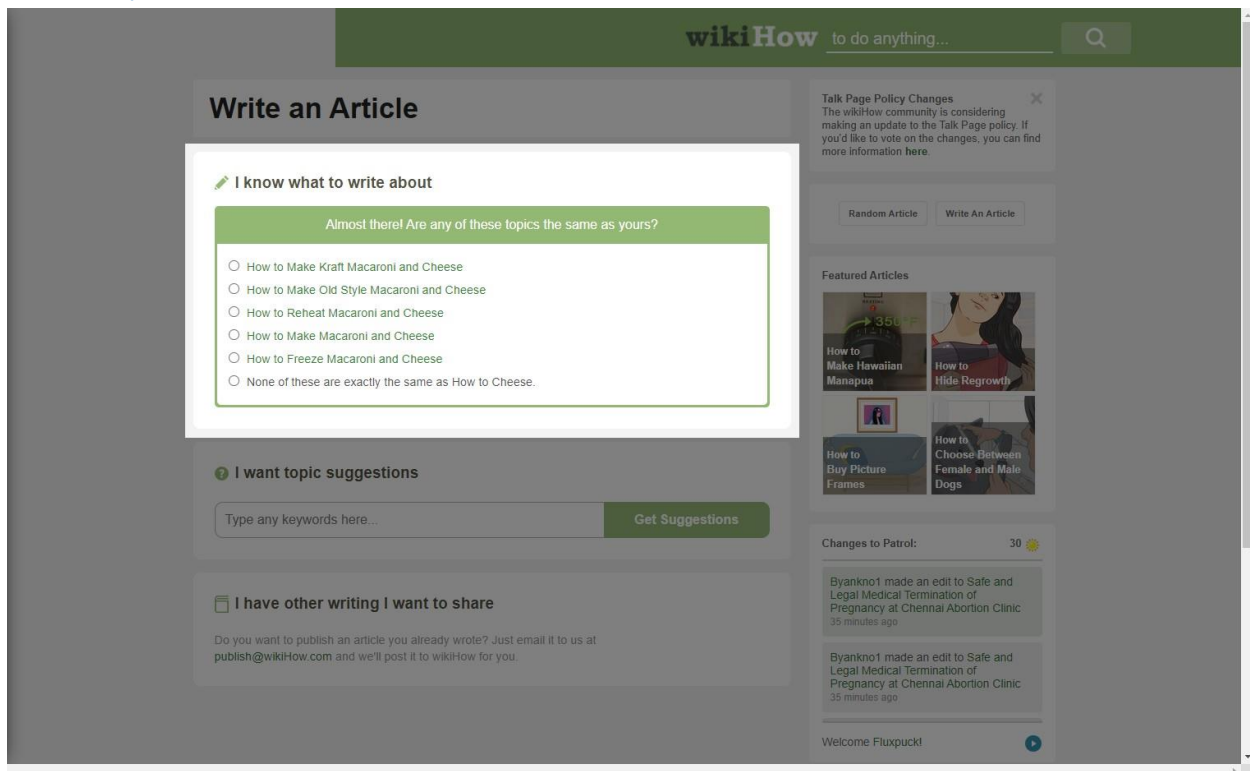 wikiHow to do anything...
Write an Article
I know what to write about
Almost there! Are any of these topics the same as yours?
How to Make Kraft Macaroni and Cheese
How to Make Old Style Macaroni and Cheese
How to Reheat Macaroni and Cheese
How to Make Macaroni and Cheese
How to Freeze Macaroni and Cheese
None of these are exactly the same as How to Cheese.
I want topic suggestions
Type any keywords here...
Get Suggestions
I have other writing I want to share
Do you want to publish an article you already wrote? Just email it to us at
publish@wikiHow.com and we'll post it to wikiHow for you.
Talk Page Policy Changes
The wikiHow community is considering
making an update to the Talk Page policy. If
you'd like to vote on the changes, you can find
more information here.
Random Article
Write An Article
Featured Articles
350°F
How to
Make Hawaiian
Manapua
How to
Hide Regrowth
How to
Buy Picture
Frames
How to
Choose Between
Female and Male
Dogs
Changes to Patrol:
30
Byankno1 made an edit to Safe and
Legal Medical Termination of
Pregnancy at Chennai Abortion Clinic
35 minutes ago
Byankno1 made an edit to Safe and
Legal Medical Termination of
Pregnancy at Chennai Abortion Clinic
35 minutes ago
Welcome Fluxpuck!